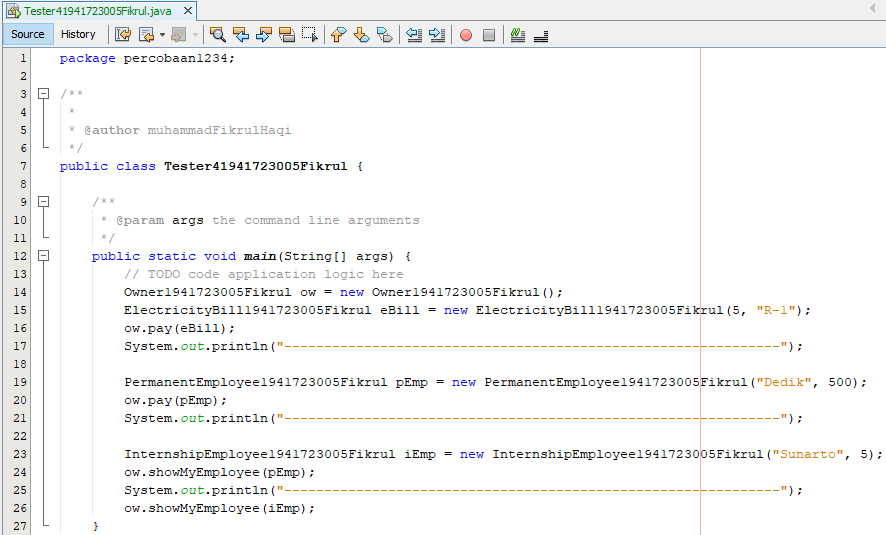 Tester41941723005Fikrul.java
Source History
1 package percobaan1234;
2
3 /**
4 *
5 * @author muhammadFikrulHaqi
6 */
7 public class Tester41941723005Fikrul {
8
9 /**
10 * @param args the command line arguments
11 */
12 public static void main(String[] args) {
13 // TODO code application logic here
14 Owner1941723005Fikrul ow = new Owner1941723005Fikrul();
15 ElectricityBill1941723005Fikrul eBill = new ElectricityBill1941723005Fikrul(5, "R-1");
16 ow.pay(eBill);
17 System.out.println("--------------------------------------------------------------");
18
19 PermanentEmployee1941723005Fikrul pEmp = new PermanentEmployee1941723005Fikrul("Dedik", 500);
20 ow.pay(pEmp);
21 System.out.println("--------------------------------------------------------------");
22
23 InternshipEmployee1941723005Fikrul iEmp = new InternshipEmployee1941723005Fikrul("Sunarto", 5);
24 ow.showMyEmployee(pEmp);
25 System.out.println("--------------------------------------------------------------");
26 ow.showMyEmployee(iEmp);
27 }